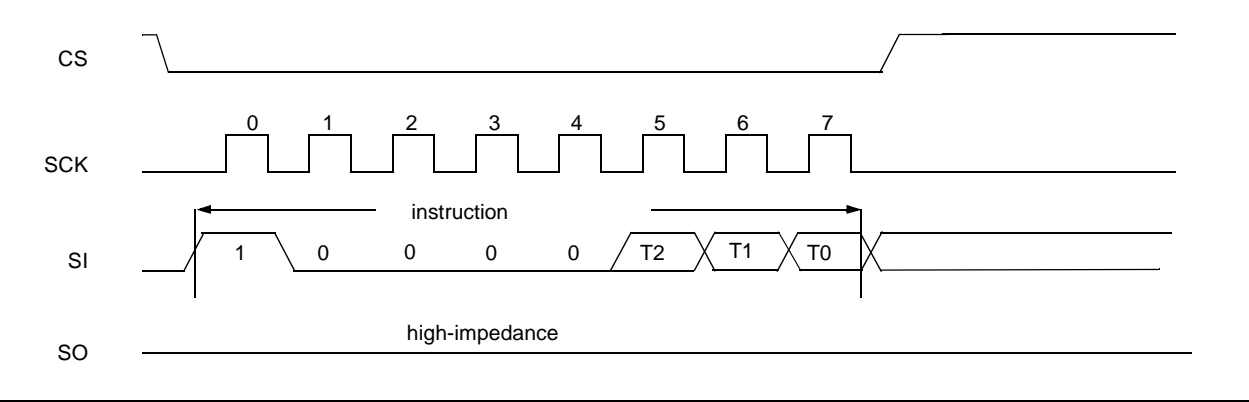 CS
0 1 2 3 4 5 6 7
SCK
instruction
SI 1 0 0 0 0 T2 T1 T0
high-impedance
SO